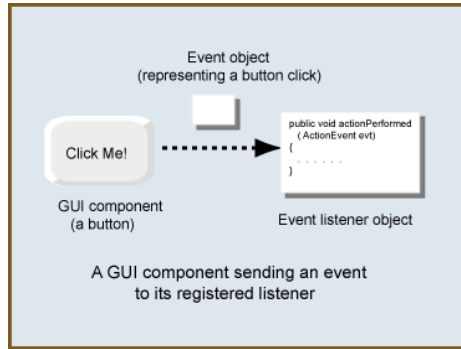 Event object
(representing a button click)
Click Me!
public void actionPerformed
( ActionEvent evt)
{
. . . . . .
}
GUI component
(a button)
Event listener object
A GUI component sending an event
to its registered listener